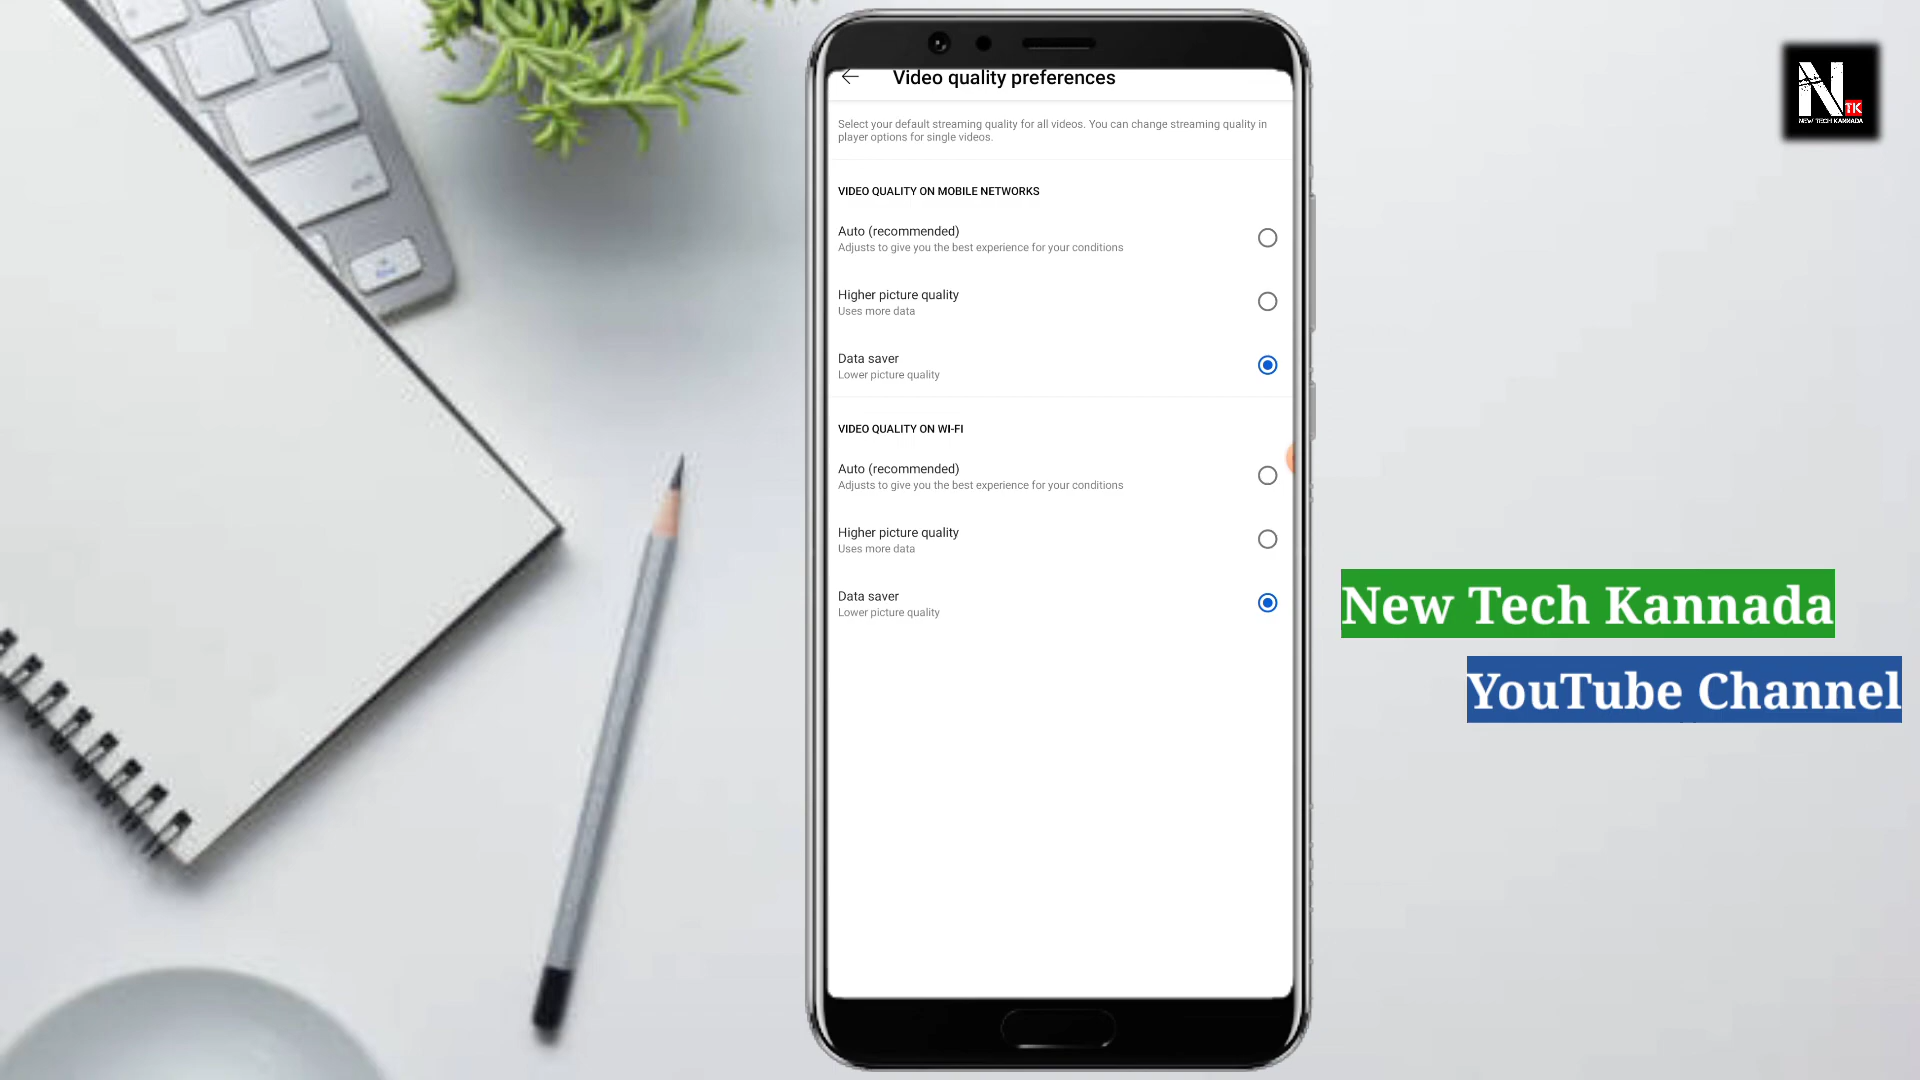 Video quality preferences
Select your default streaming quality for all videos. You can change streaming quality in
player options for single videos.
VIDEO QUALITY ON MOBILE NETWORKS
Auto (recommended)
Adjusts to give you the best experience for your conditions
Higher picture quality
Uses more data
Data saver
Lower picture quality
VIDEO QUALITY ON WI-FI
Auto (recommended)
Adjusts to give you the best experience for your conditions
Higher picture quality
Uses more data
Data saver
Lower picture quality
N
TK
NEW TECH KANNADA
New Tech Kannada
YouTube Channel